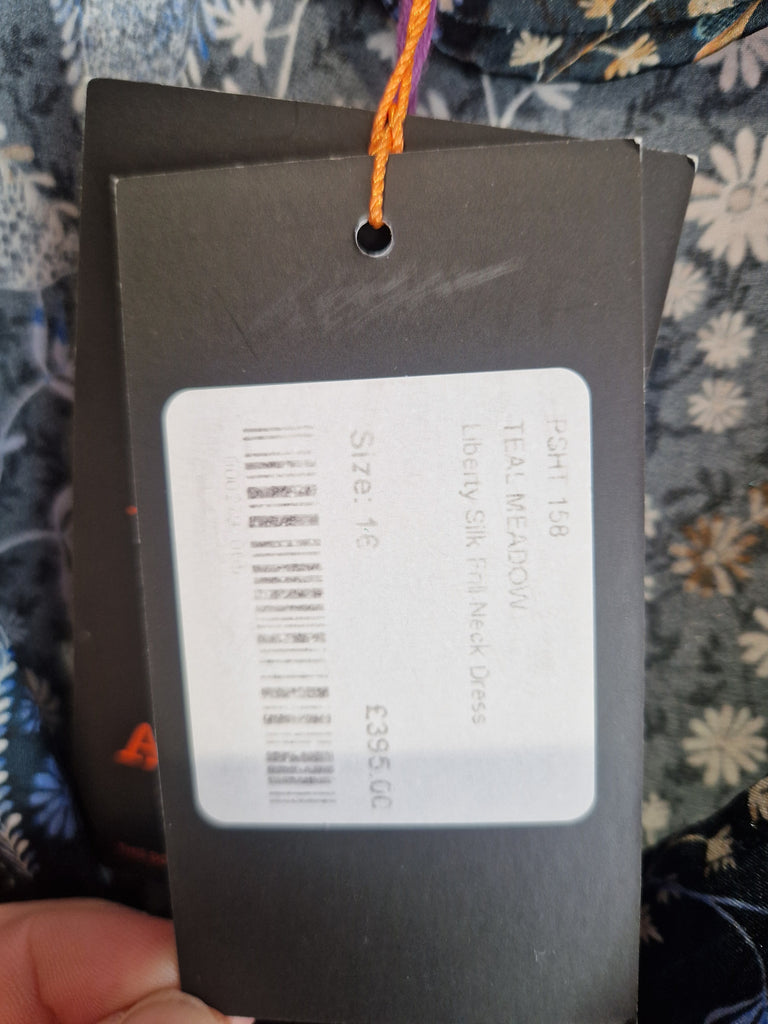 PSHT 158
TEAL MEADOW
Liberty Silk Frill Neck Dress
Size: 16
£395.00
A